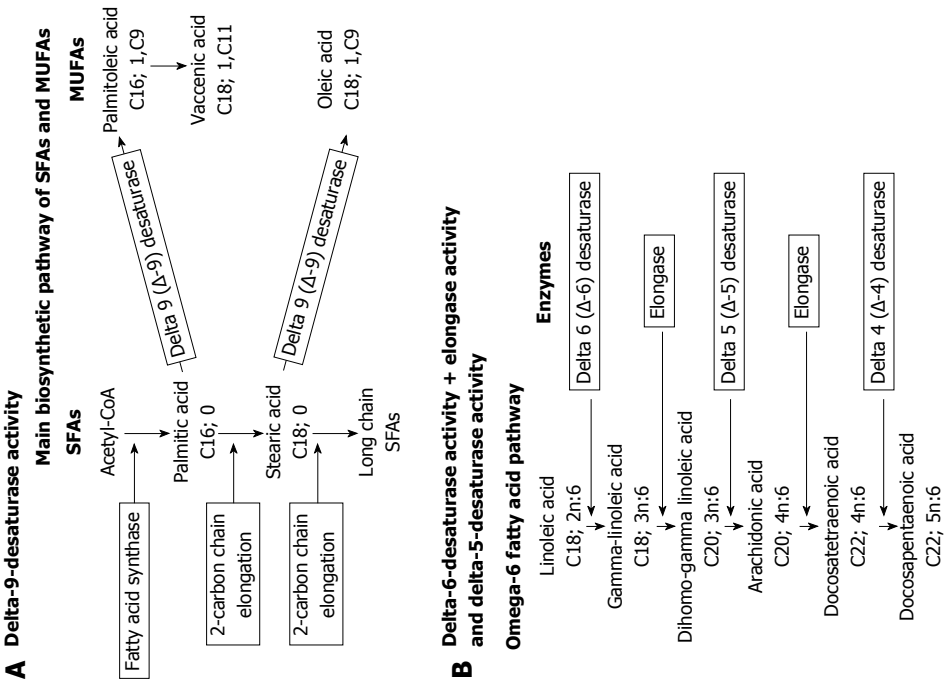 A Delta-9-desaturase activity
Main biosynthetic pathway of SFAs and MUFAs
SFAs
MUFAs
Acetyl-CoA
Fatty acid synthase
Palmitic acid
C16; 0
Delta 9 (Δ-9) desaturase
Palmitoleic acid
C16; 1,C9
Vaccenic acid
C18; 1,C11
2-carbon chain
elongation
Stearic acid
C18; 0
Delta 9 (Δ-9) desaturase
Oleic acid
C18; 1,C9
2-carbon chain
elongation
Long chain
SFAs
B Delta-6-desaturase activity + elongase activity
and delta-5-desaturase activity
Omega-6 fatty acid pathway
Enzymes
Linoleic acid
C18; 2n:6
Delta 6 (Δ-6) desaturase
Gamma-linoleic acid
C18; 3n:6
Elongase
Dihomo-gamma linoleic acid
C20; 3n:6
Delta 5 (Δ-5) desaturase
Arachidonic acid
C20; 4n:6
Elongase
Docosatetraenoic acid
C22; 4n:6
Delta 4 (Δ-4) desaturase
Docosapentaenoic acid
C22; 5n:6